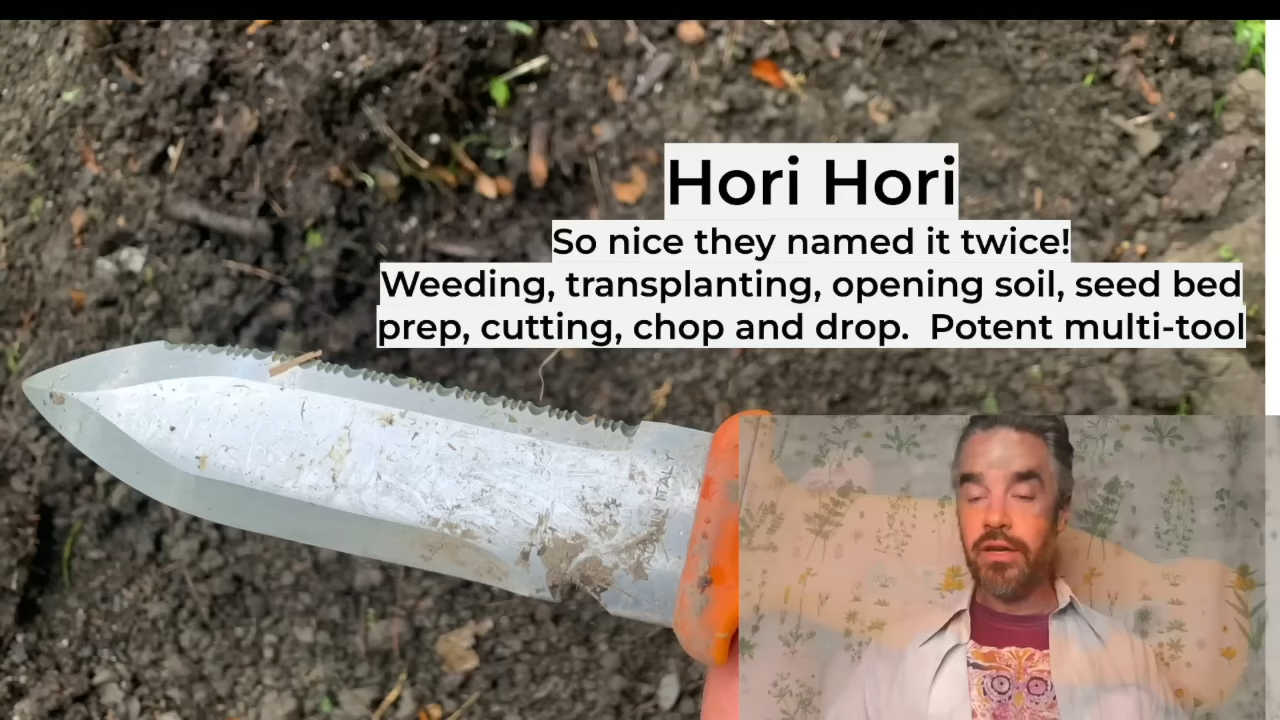 Hori Hori
So nice they named it twice!
Weeding, transplanting, opening soil, seed bed
prep, cutting, chop and drop.  Potent multi-tool
ITALY